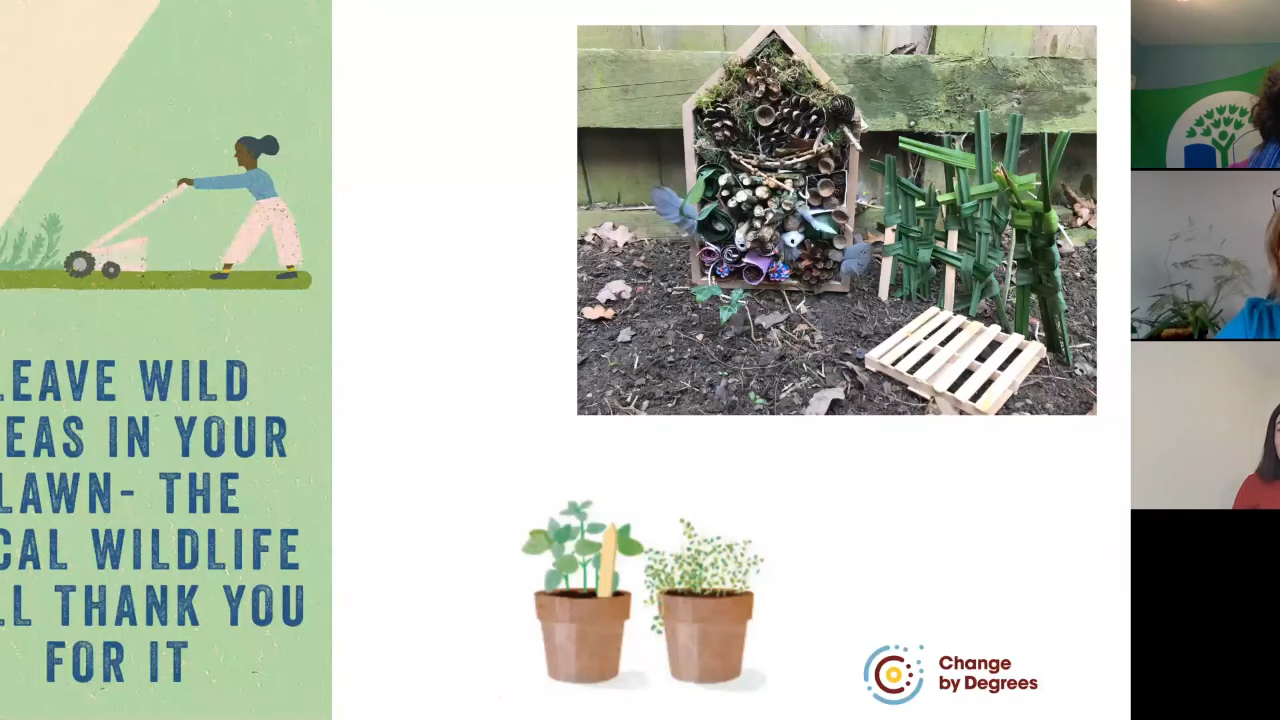 LEAVE WILD
EAS IN YOUR
LAWN- THE
CAL WILDLIFE
LL THANK YOU
FOR IT
Change
by Degrees